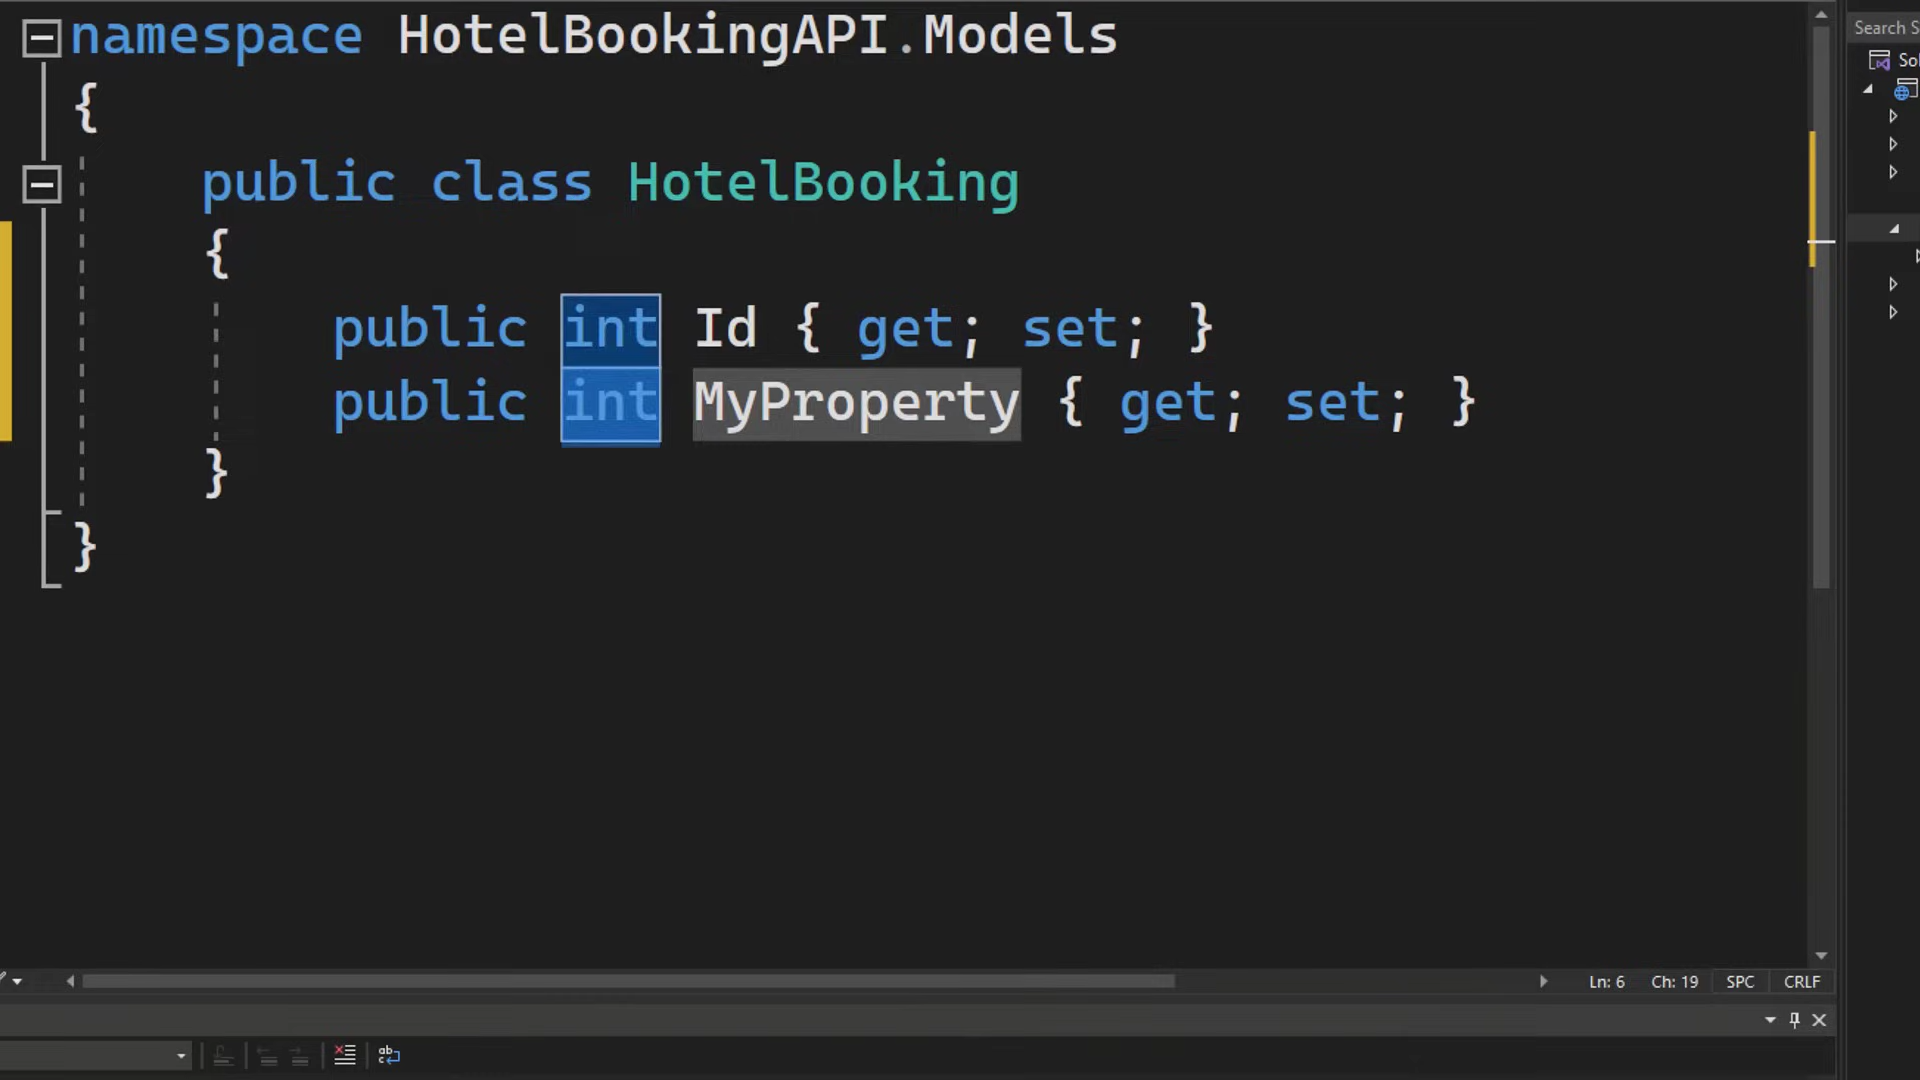 namespace HotelBookingAPI.Models
{
public class HotelBooking
{
public int Id { get; set; }
public int MyProperty { get; set; }
}
}
Search S
Sol
Ln: 6 Ch: 19 SPC CRLF